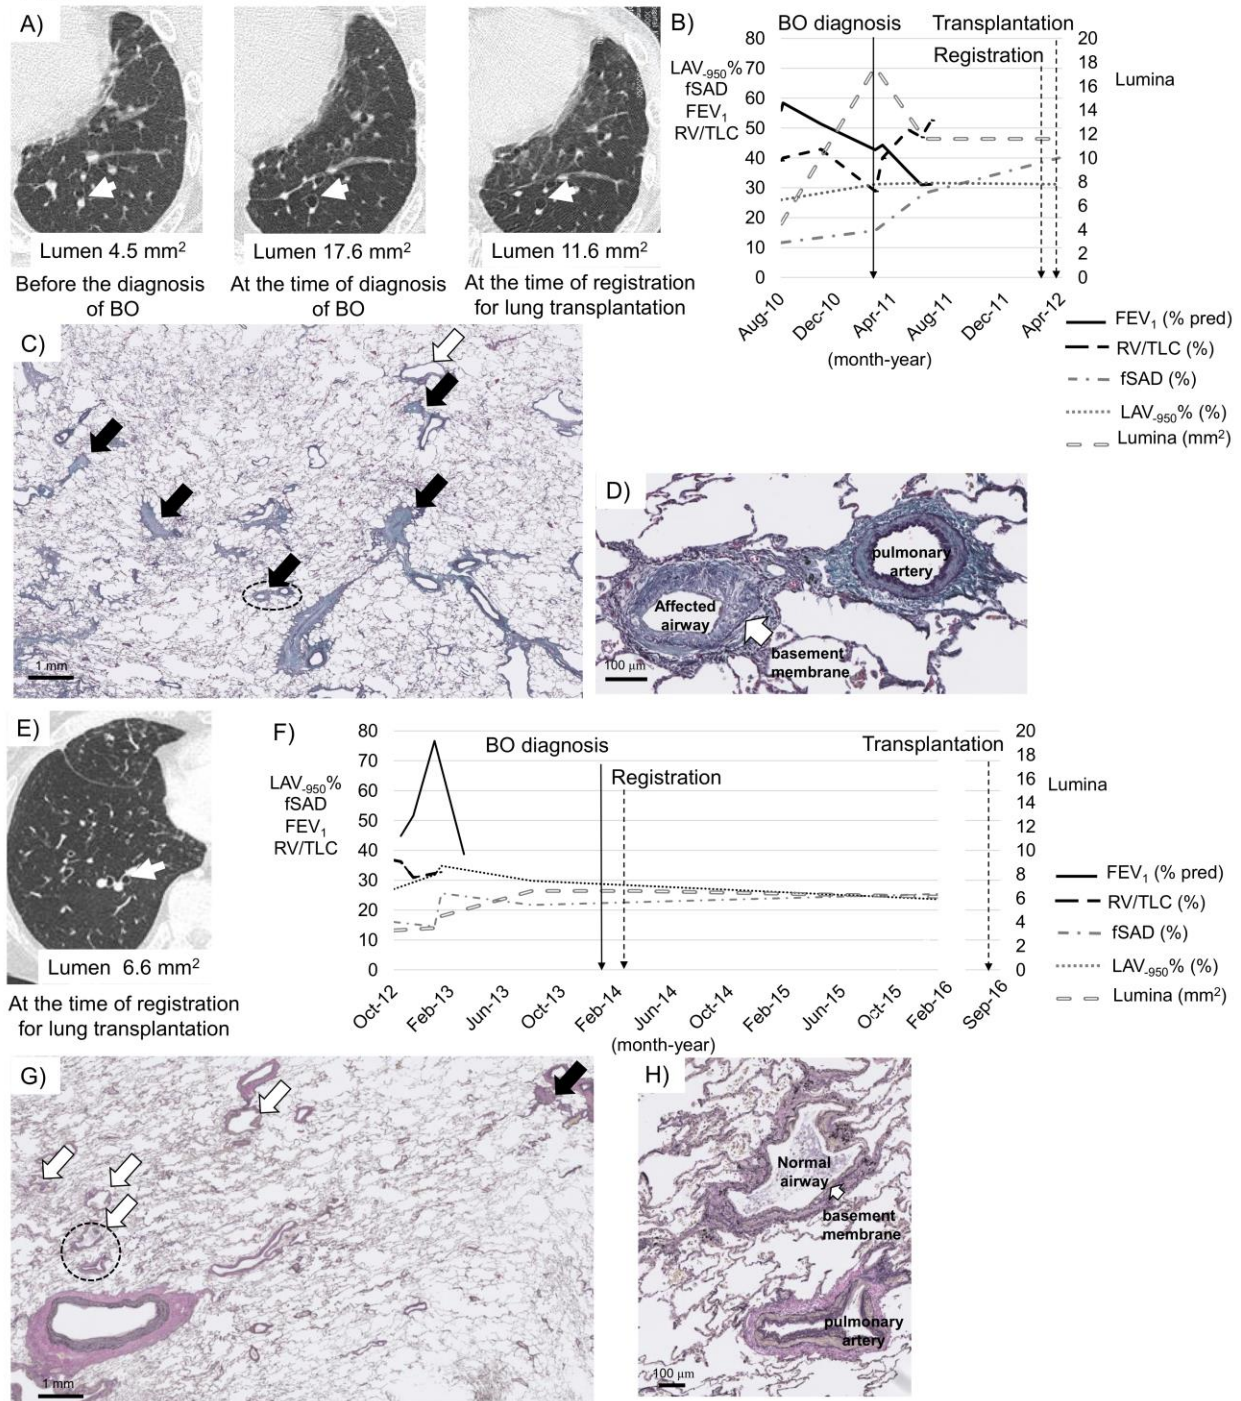 A)
Lumen 4.5 mm²
Before the diagnosis
of BO
Lumen 17.6 mm²
At the time of diagnosis
of BO
Lumen 11.6 mm²
At the time of registration
for lung transplantation
B)
BO diagnosis
Transplantation
Registration
LAV-950%
fSAD
FEV1
RV/TLC
80
70
60
50
40
30
20
10
0
20
18
16
14
12
10
8
6
4
2
0
Lumina
Aug-10
Dec-10
Apr-11
Aug-11
Dec-11
Apr-12
(month-year)
FEV1 (% pred)
RV/TLC (%)
fSAD (%)
LAV-950% (%)
Lumina (mm²)
C)
1 mm
D)
pulmonary
artery
Affected
airway
basement
membrane
100 μm
E)
Lumen 6.6 mm²
At the time of registration
for lung transplantation
F)
BO diagnosis
Registration
Transplantation
LAV-950%
fSAD
FEV1
RV/TLC
80
70
60
50
40
30
20
10
0
20
18
16
14
12
10
8
6
4
2
0
Lumina
Oct-12
Feb-13
Jun-13
Oct-13
Feb-14
Jun-14
Oct-14
Feb-15
Jun-15
Oct-15
Feb-16
Sep-16
(month-year)
FEV1 (% pred)
RV/TLC (%)
fSAD (%)
LAV-950% (%)
Lumina (mm²)
G)
1 mm
H)
Normal
airway
basement
membrane
pulmonary
artery
100 μm